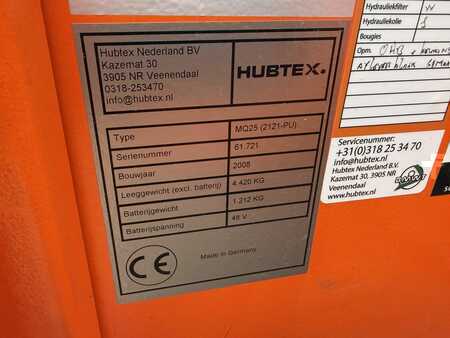 Hubtex Nederland BV
Kazemat 30
3905 NR Veenendaal
0318-253470
info@hubtex.nl
HUBTEX.
Type MQ25 (2121-PU)
Serienummer 61.721
Bouwjaar 2008
Leeggewicht (excl. batterij) 4.420 KG
Batterijgewicht 1.212 KG
Batterijspanning 48 V
CE
Made in Germany
Hydrauliekfilter
Hydrauliekolie
Bougies
Opm.
Servicenummer:
+31(0)318 25 34 70
info@hubtex.nl
Hubtex Nederland B.V.
Kazemat 30, 3905 NR
Veenendaal
www.hubtex.nl